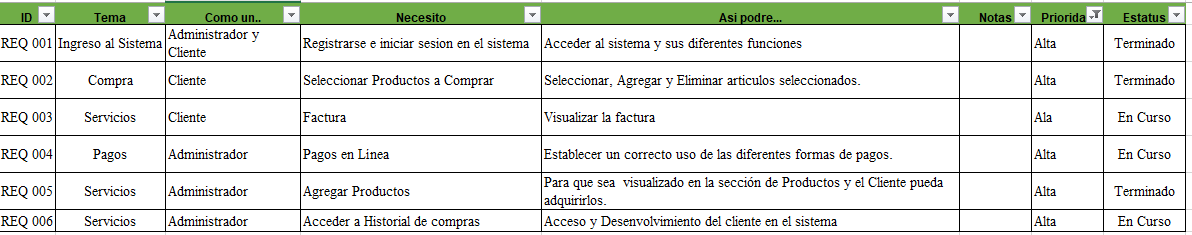 ID Tema Como un.. Necesito Asi podre... Notas Priorida Estatus
REQ 001 Ingreso al Sistema Administrador y Cliente Registrarse e iniciar sesion en el sistema Acceder al sistema y sus diferentes funciones Alta Terminado
REQ 002 Compra Cliente Seleccionar Productos a Comprar Seleccionar, Agregar y Eliminar articulos seleccionados. Alta Terminado
REQ 003 Servicios Cliente Factura Visualizar la factura Ala En Curso
REQ 004 Pagos Administrador Pagos en Linea Establecer un correcto uso de las diferentes formas de pagos. Alta En Curso
REQ 005 Servicios Administrador Agregar Productos Para que sea visualizado en la sección de Productos y el Cliente pueda adquirirlos. Alta Terminado
REQ 006 Servicios Administrador Acceder a Historial de compras Acceso y Desenvolvimiento del cliente en el sistema Alta En Curso